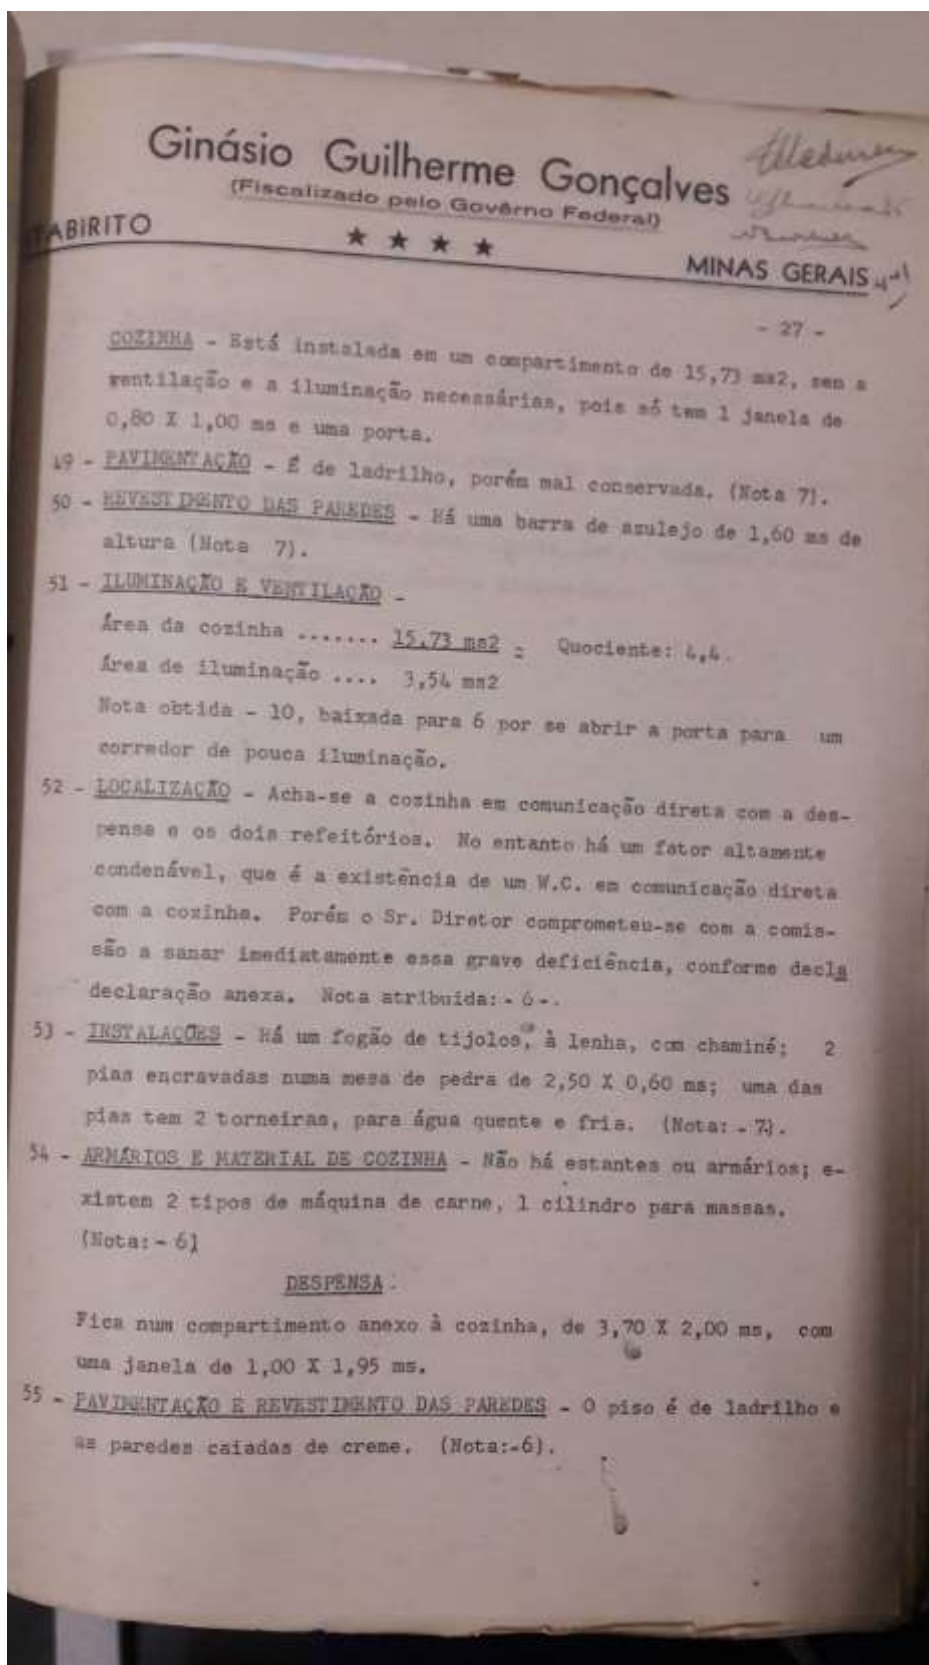 Ginásio Guilherme Gonçalves
(Fiscalizado pelo Govêrno Federal)
TABIRITO
★ ★ ★ ★
MINAS GERAIS
- 27 -
COZINHA - Está instalada em um compartimento de 15,73 ms2, sem a
ventilação e a iluminação necessárias, pois só tem 1 janela de
0,80 X 1,00 ms e uma porta.
49 - PAVIMENTAÇÃO - É de ladrilho, porém mal conservada. (Nota 7).
50 - REVESTIMENTO DAS PAREDES - Há uma barra de azulejo de 1,60 ms de
altura (Nota 7).
51 - ILUMINAÇÃO E VENTILAÇÃO -
Área da cozinha ....... 15,73 ms2 = Quociente: 4,4.
Área de iluminação .... 3,54 ms2
Nota obtida - 10, baixada para 6 por se abrir a porta para um
corredor de pouca iluminação.
52 - LOCALIZAÇÃO - Acha-se a cozinha em comunicação direta com a des-
pensa e os dois refeitórios. No entanto há um fator altamente
condenável, que é a existência de um W.C. em comunicação direta
com a cozinha. Porém o Sr. Diretor comprometeu-se com a comis-
são a sanar imediatamente essa grave deficiência, conforme decla
declaração anexa. Nota atribuida: - 6 -.
53 - INSTALAÇÕES - Há um fogão de tijolos, à lenha, com chaminé; 2
pias encravadas numa mesa de pedra de 2,50 X 0,60 ms; uma das
pias tem 2 torneiras, para água quente e fria. (Nota: - 7).
54 - ARMÁRIOS E MATERIAL DE COZINHA - Não há estantes ou armários; e-
xistem 2 tipos de máquina de carne, 1 cilindro para massas.
(Nota: - 6)
DESPENSA.
Fica num compartimento anexo à cozinha, de 3,70 X 2,00 ms, com
uma janela de 1,00 X 1,95 ms.
55 - PAVIMENTAÇÃO E REVESTIMENTO DAS PAREDES - O piso é de ladrilho e
as paredes caiadas de creme. (Nota:-6).